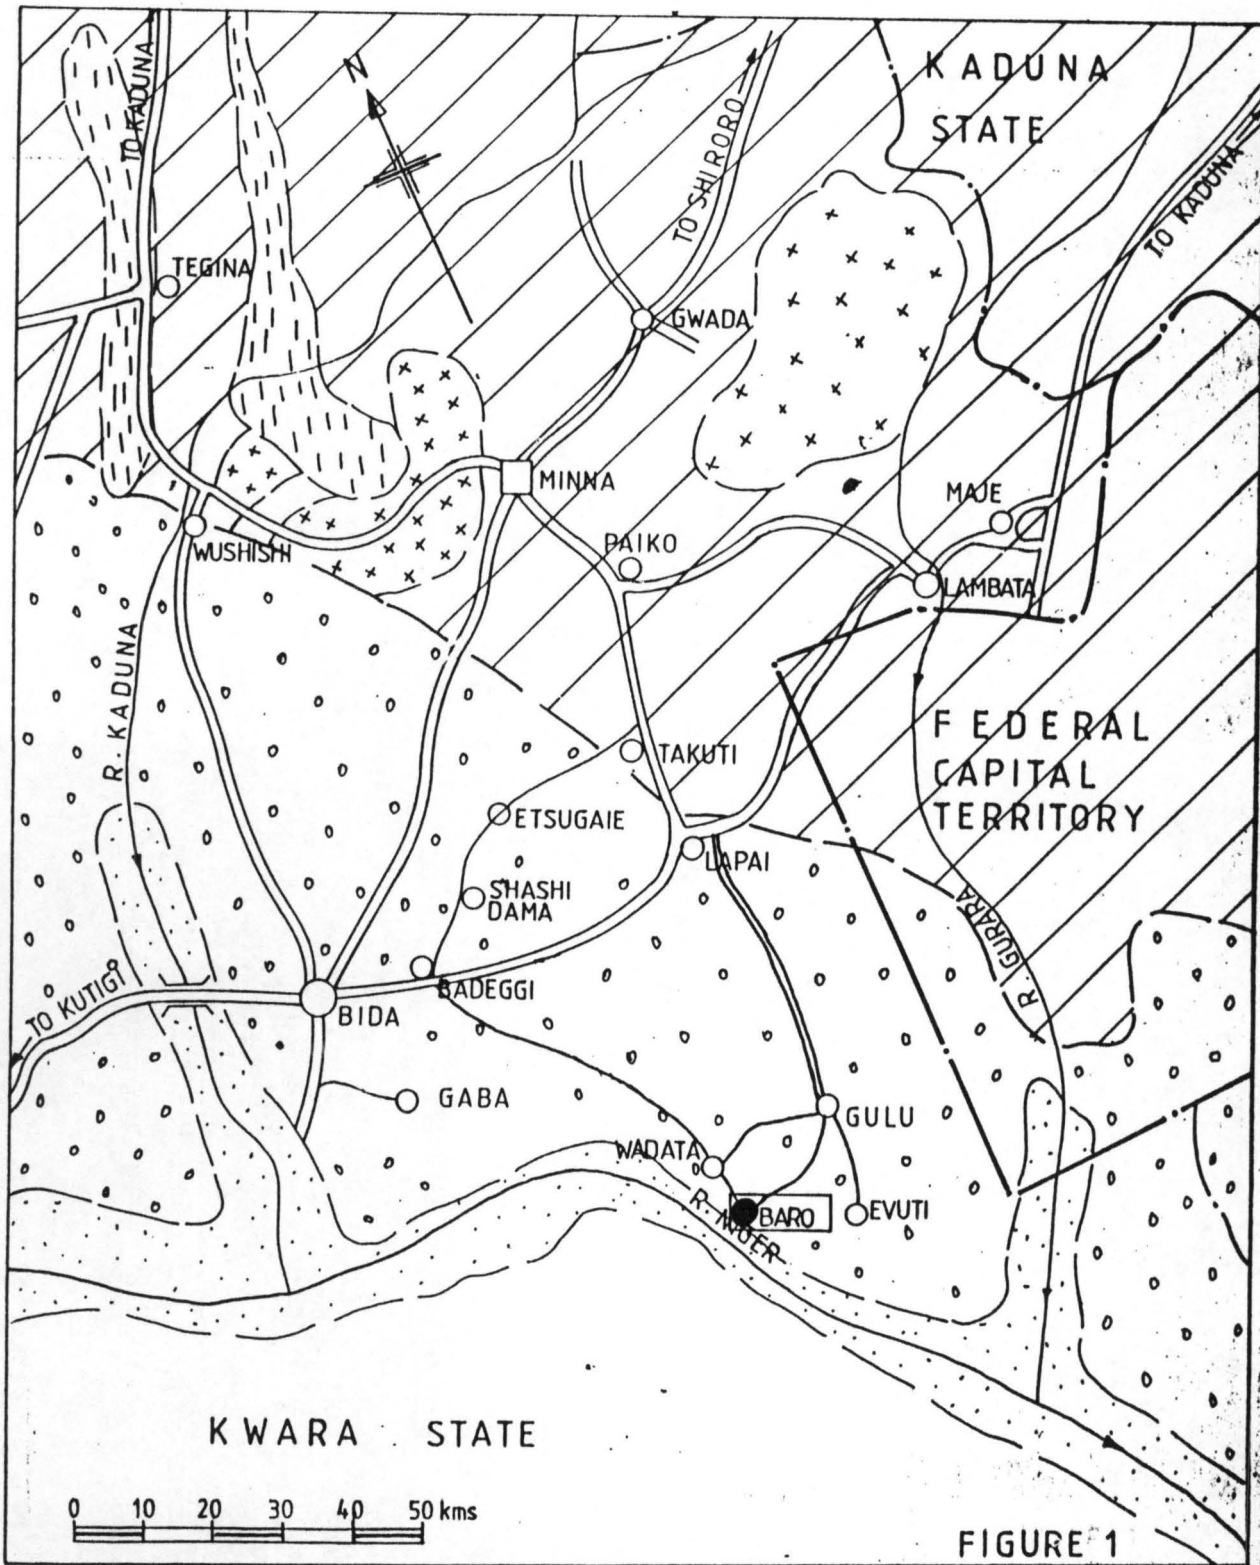 KADUNA
STATE
N
TO KADUNA
TO SHIRORO
TO KADUNA
TEGINA
GWADA
MINNA
MAJE
WUSHISHI
PAIKO
LAMBATA
R. KADUNA
FEDERAL
CAPITAL
TERRITORY
TAKUTI
ETSUGAIE
LAPAI
SHASHI
DAMA
R. GURARA
TO KUTIGI
BADEGGI
BIDA
GABA
GULU
WADATA
R. NIGER
BARO
EVUTI
KWARA STATE
0 10 20 30 40 50 kms
FIGURE 1